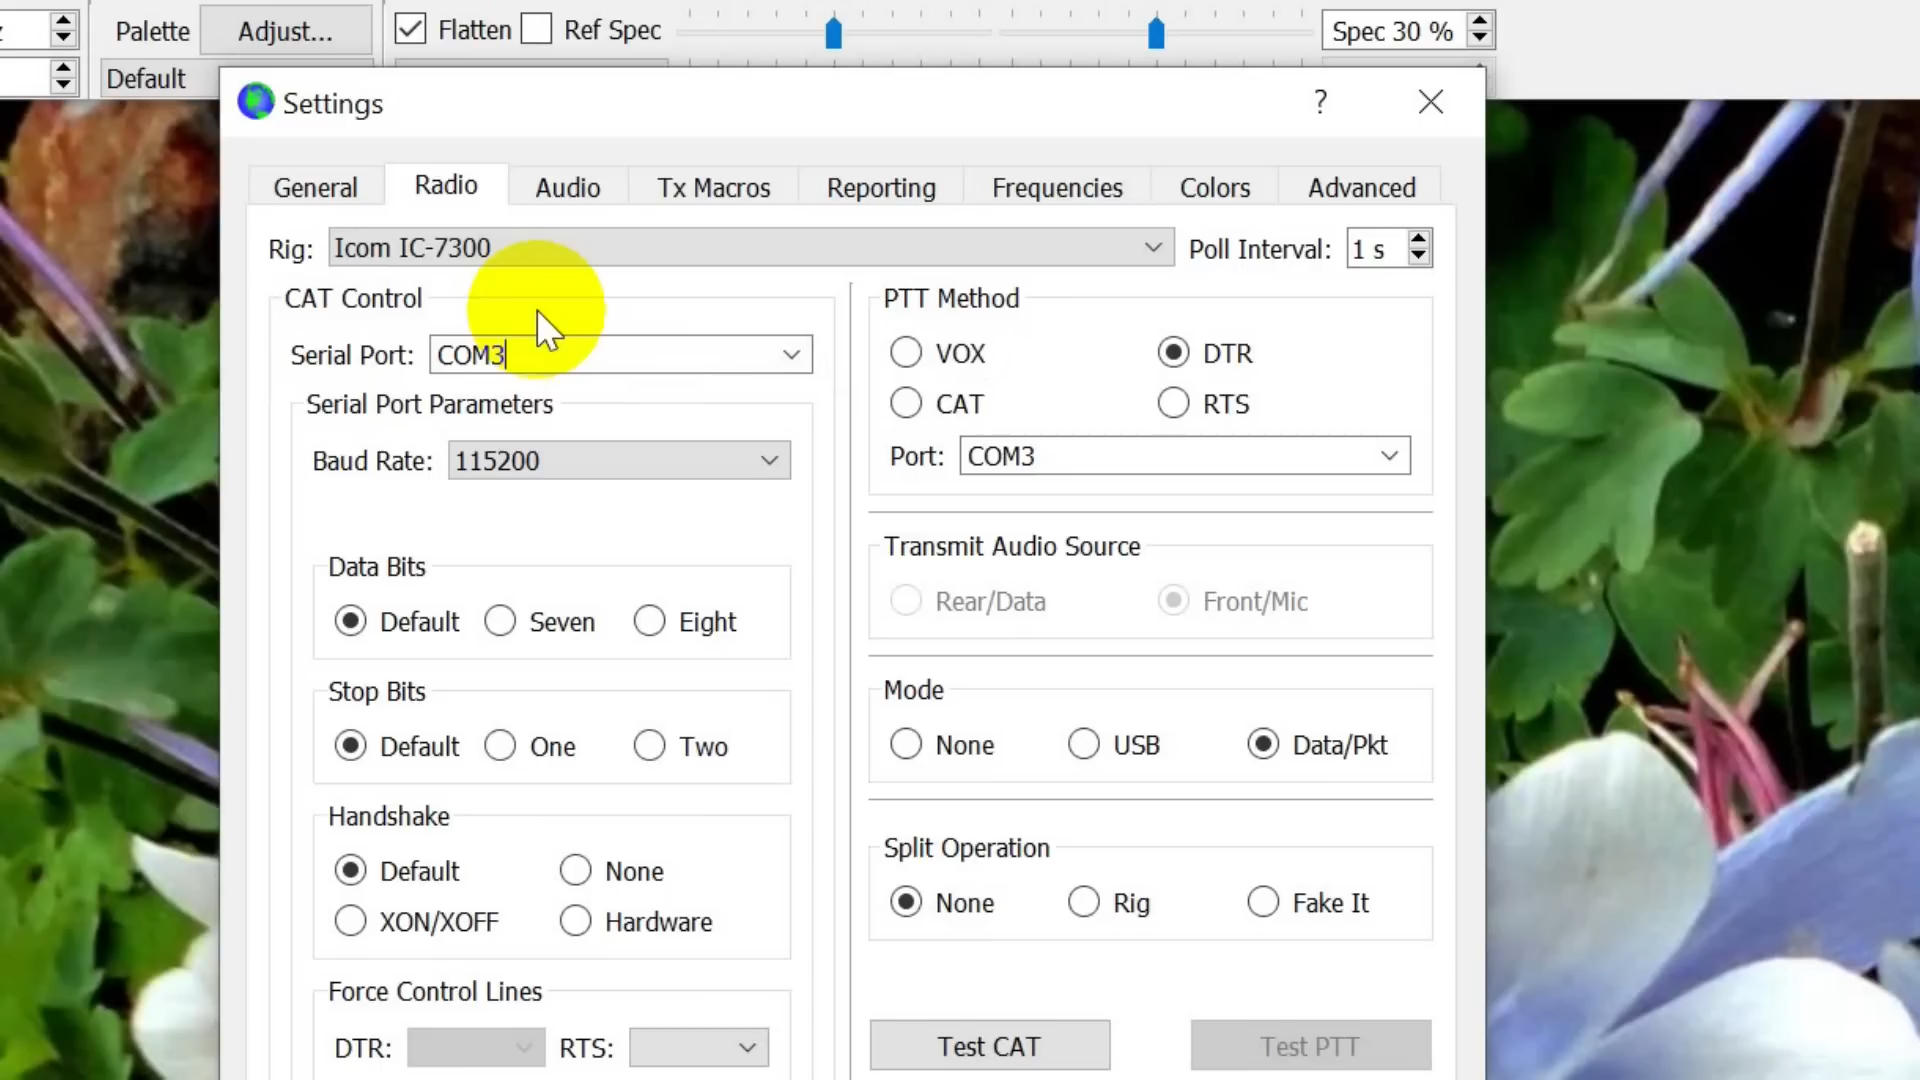 Palette Adjust... Flatten Ref Spec Spec 30 %
Default
Settings ?
General Radio Audio Tx Macros Reporting Frequencies Colors Advanced
Rig: Icom IC-7300 Poll Interval: 1 s
CAT Control
Serial Port: COM3
Serial Port Parameters
Baud Rate: 115200
Data Bits
Default Seven Eight
Stop Bits
Default One Two
Handshake
Default None
XON/XOFF Hardware
Force Control Lines
DTR: RTS:
PTT Method
VOX DTR
CAT RTS
Port: COM3
Transmit Audio Source
Rear/Data Front/Mic
Mode
None USB Data/Pkt
Split Operation
None Rig Fake It
Test CAT Test PTT